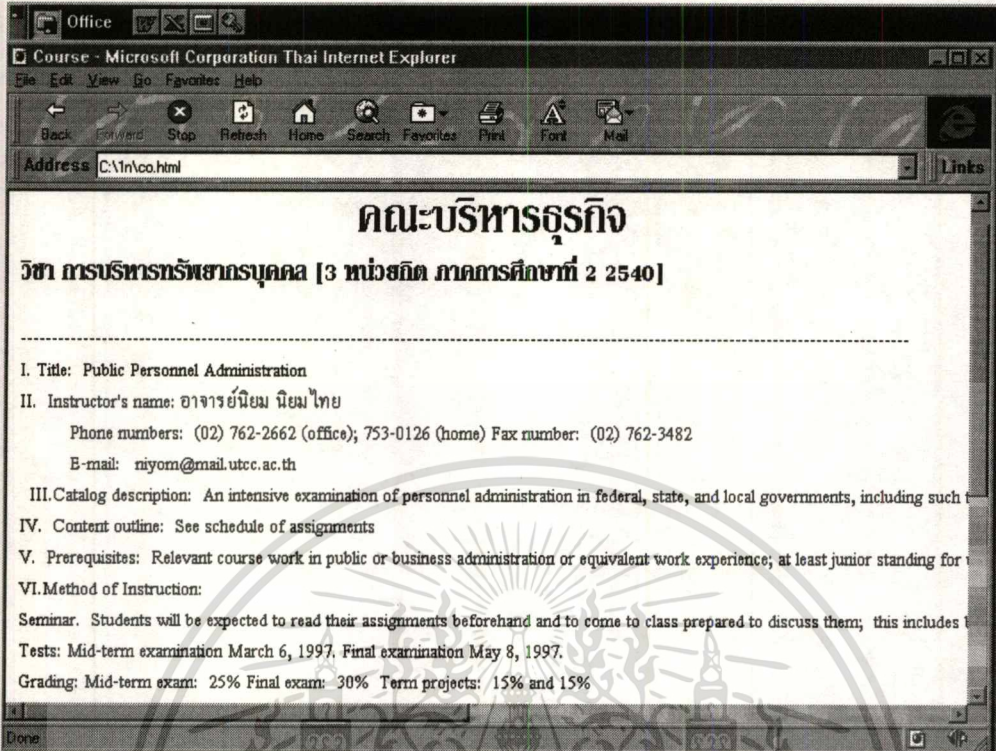 Office
Course - Microsoft Corporation Thai Internet Explorer
File Edit View Go Favorites Help
Back Forward Stop Refresh Home Search Favorites Print Font Mail
Address C:\1n\co.html Links
คณะบริหารธุรกิจ
วิชา การบริหารทรัพยากรบุคคล [3 หน่วยกิต ภาคการศึกษาที่ 2 2540]
I. Title: Public Personnel Administration
II. Instructor's name: อาจารย์นิยม นิยมไทย
Phone numbers: (02) 762-2662 (office); 753-0126 (home) Fax number: (02) 762-3482
E-mail: niyom@mail.utcc.ac.th
III.Catalog description: An intensive examination of personnel administration in federal, state, and local governments, including such
IV. Content outline: See schedule of assignments
V. Prerequisites: Relevant course work in public or business administration or equivalent work experience; at least junior standing for
VI.Method of Instruction:
Seminar. Students will be expected to read their assignments beforehand and to come to class prepared to discuss them; this includes
Tests: Mid-term examination March 6, 1997. Final examination May 8, 1997.
Grading: Mid-term exam: 25% Final exam: 30% Term projects: 15% and 15%
Done